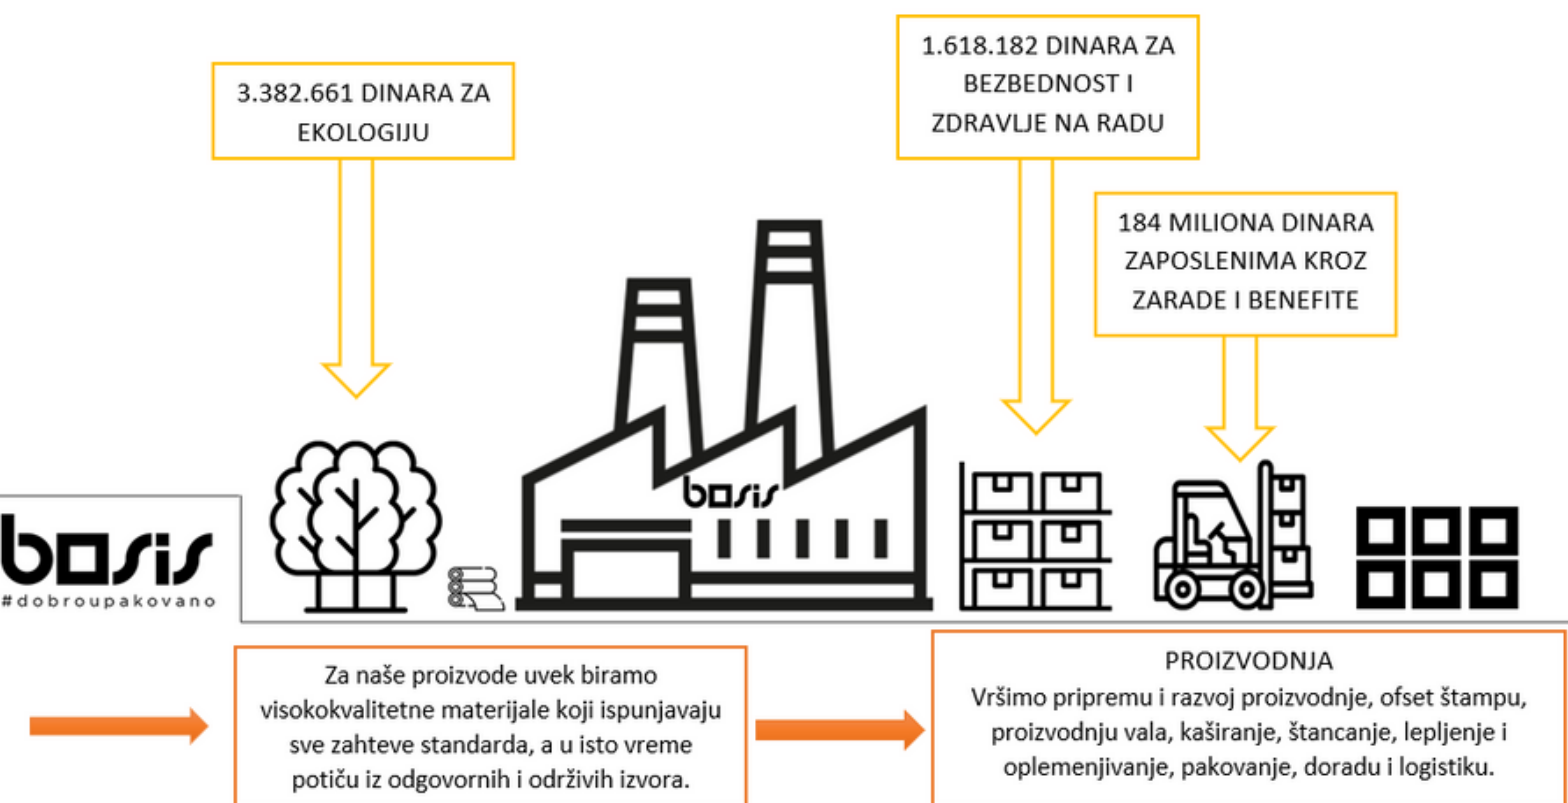 3.382.661 DINARA ZA
EKOLOGIJU
1.618.182 DINARA ZA
BEZBEDNOST I
ZDRAVLJE NA RADU
184 MILIONA DINARA
ZAPOSLENIMA KROZ
ZARADE I BENEFITE
basis
bosis
#dobroupakovano
Za naše proizvode uvek biramo
visokokvalitetne materijale koji ispunjavaju
sve zahteve standarda, a u isto vreme
potiču iz odgovornih i održivih izvora.
PROIZVODNJA
Vršimo pripremu i razvoj proizvodnje, ofset štampu,
proizvodnju vala, kaširanje, štancanje, lepljenje i
oplemenjivanje, pakovanje, doradu i logistiku.